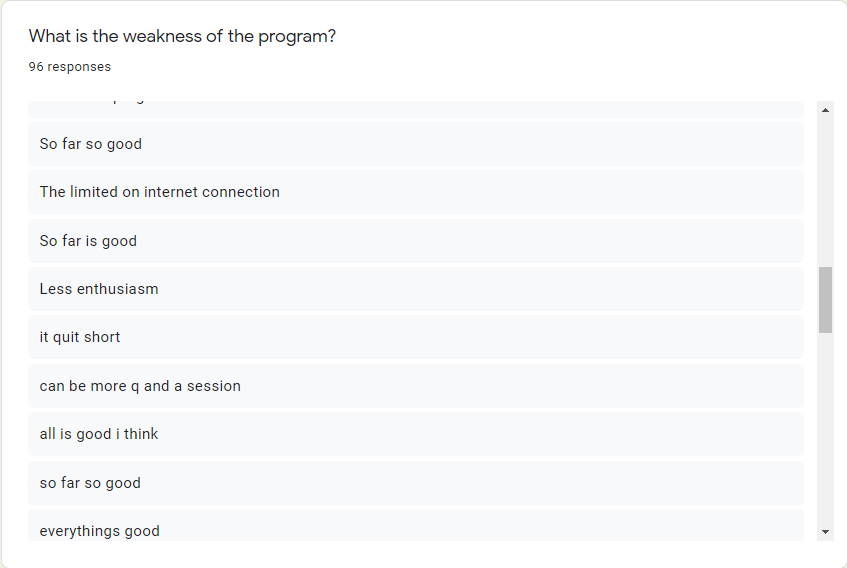 What is the weakness of the program?
96 responses
So far so good
The limited on internet connection
So far is good
Less enthusiasm
it quit short
can be more q and a session
all is good i think
so far so good
everythings good